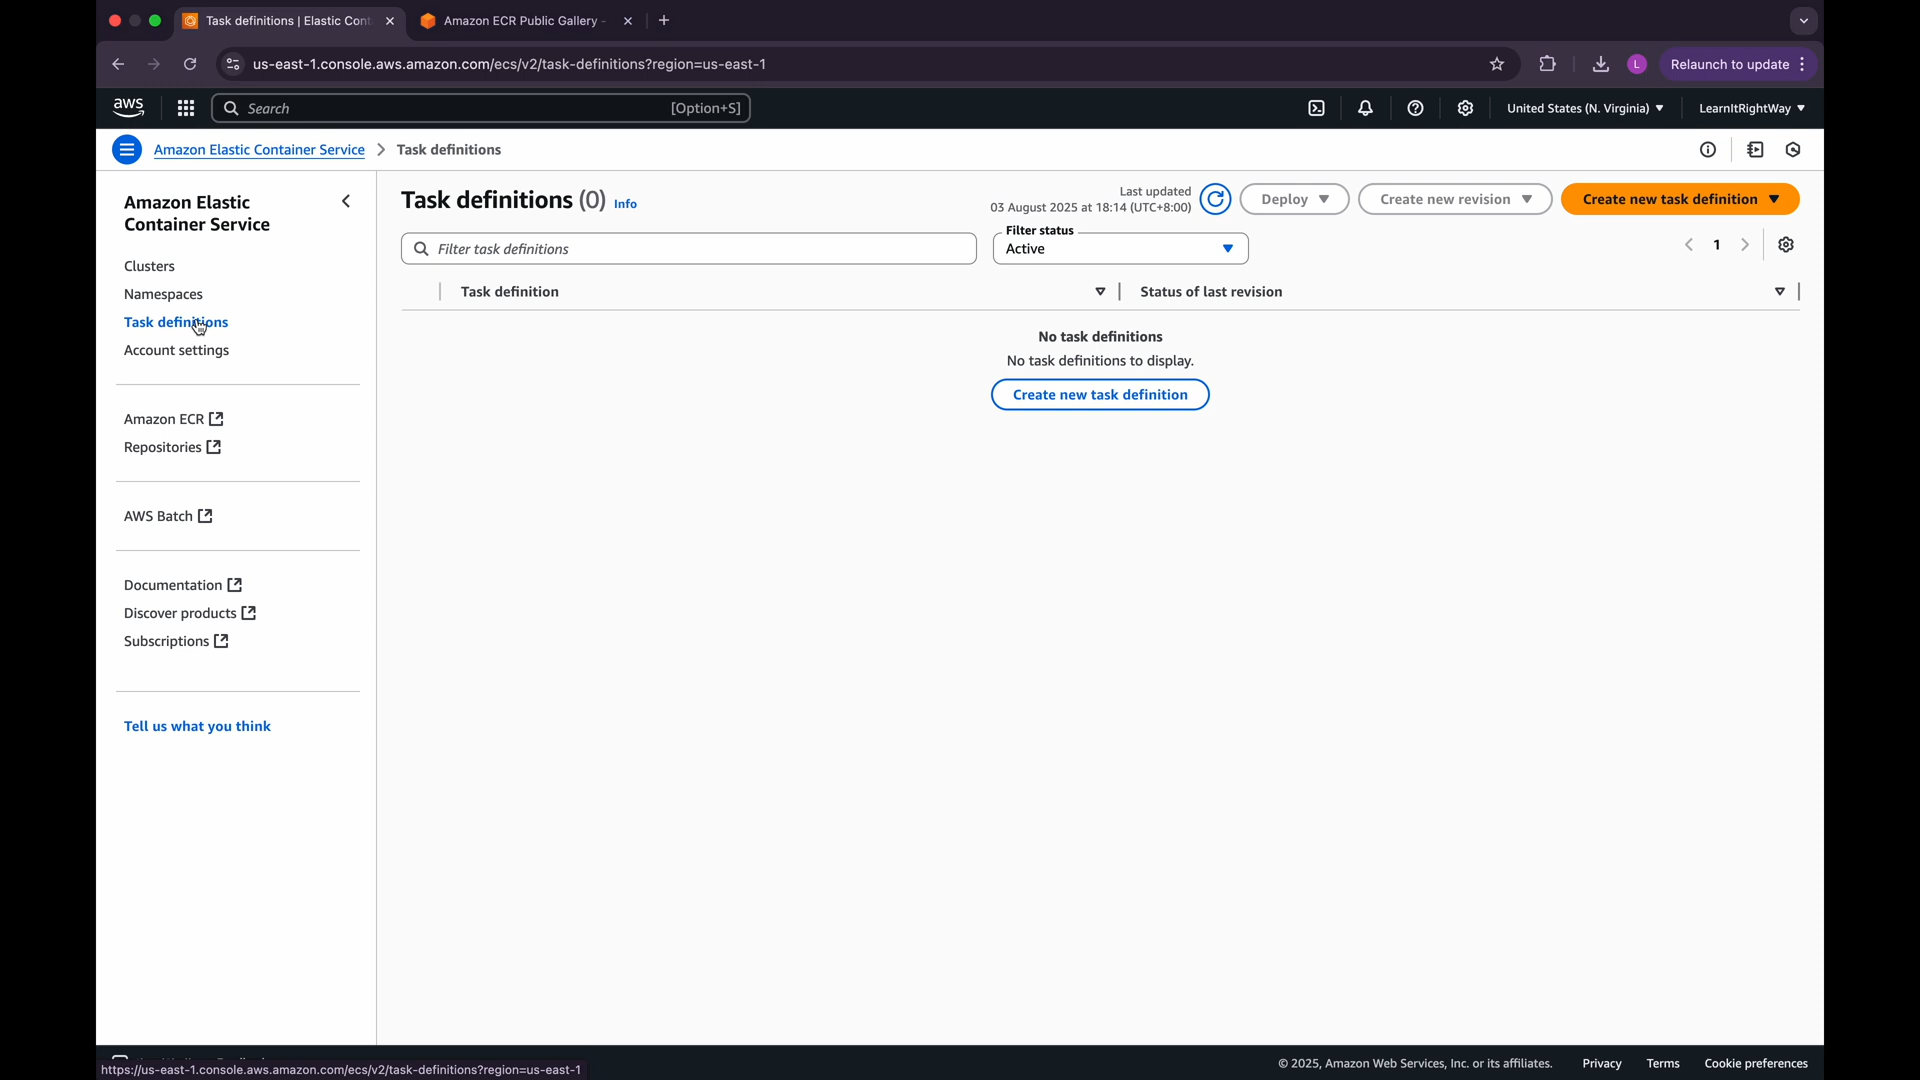 Task definitions | Elastic Cont
Amazon ECR Public Gallery -
us-east-1.console.aws.amazon.com/ecs/v2/task-definitions?region=us-east-1
L
Relaunch to update
aws
Search
[Option+S]
United States (N. Virginia)
LearnItRightWay
Amazon Elastic Container Service
Task definitions
Amazon Elastic
Container Service
Clusters
Namespaces
Task definitions
Account settings
Amazon ECR
Repositories
AWS Batch
Documentation
Discover products
Subscriptions
Tell us what you think
Task definitions (0) Info
Last updated
03 August 2025 at 18:14 (UTC+8:00)
Deploy
Create new revision
Create new task definition
Filter task definitions
Filter status
Active
1
Task definition
Status of last revision
No task definitions
No task definitions to display.
Create new task definition
https://us-east-1.console.aws.amazon.com/ecs/v2/task-definitions?region=us-east-1
© 2025, Amazon Web Services, Inc. or its affiliates.
Privacy
Terms
Cookie preferences